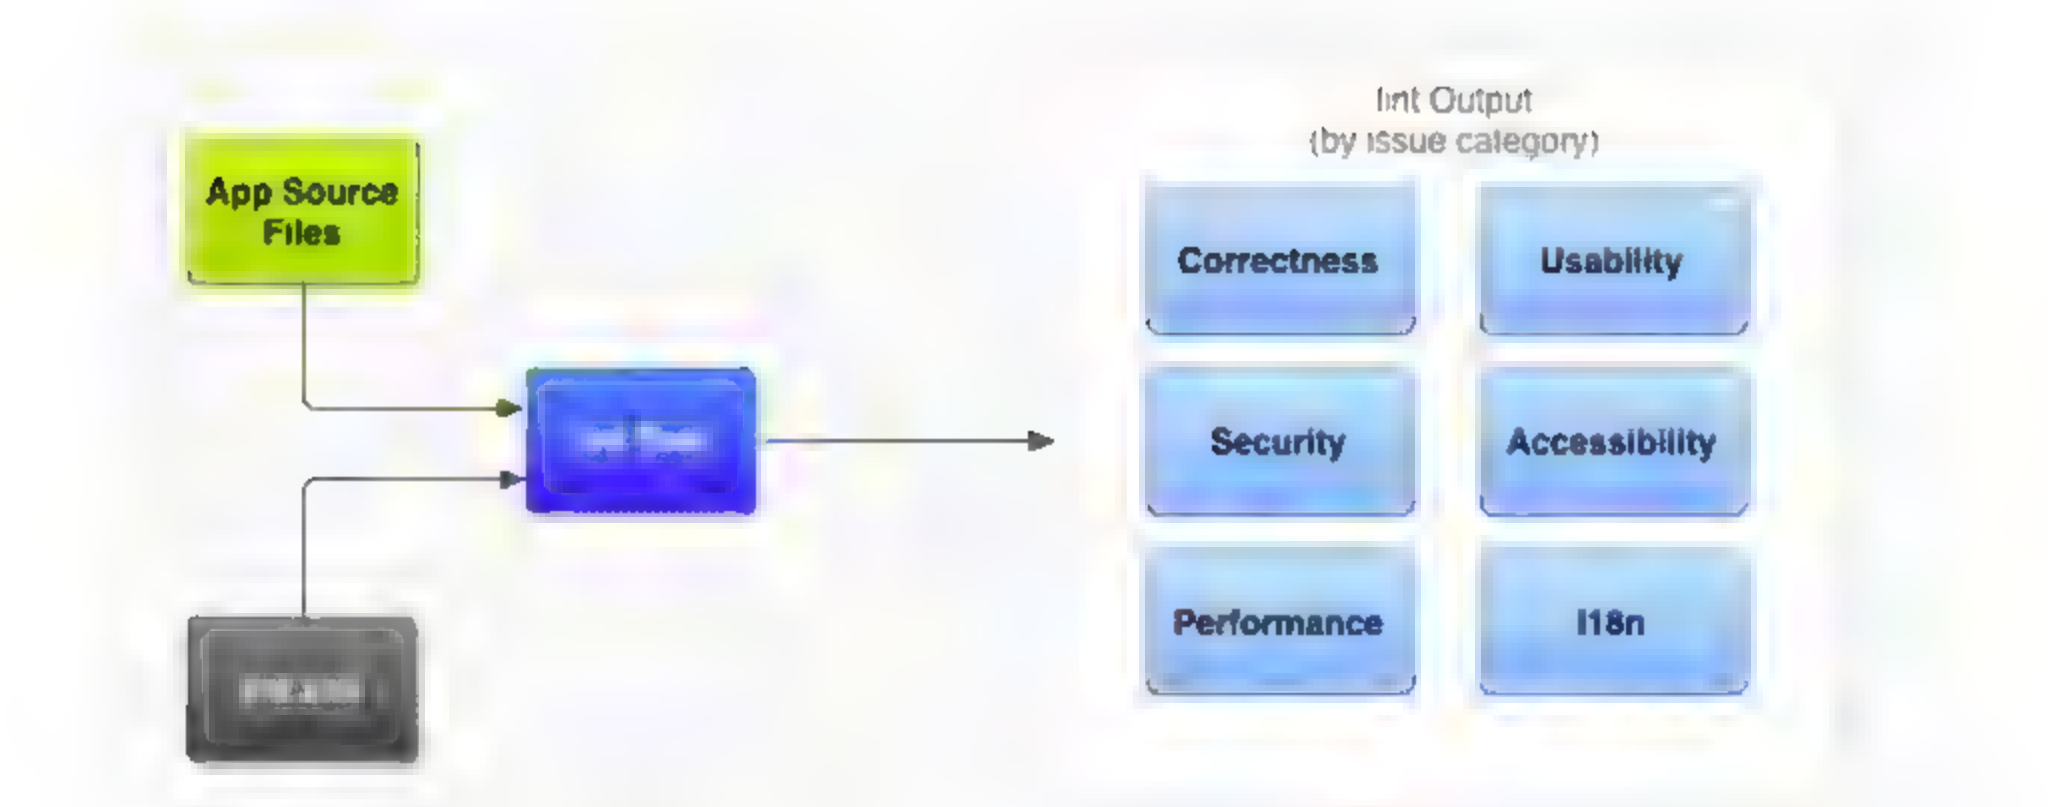 App Source
Files
lint Output
(by issue category)
Correctness
Usability
Security
Accessibility
Performance
I18n